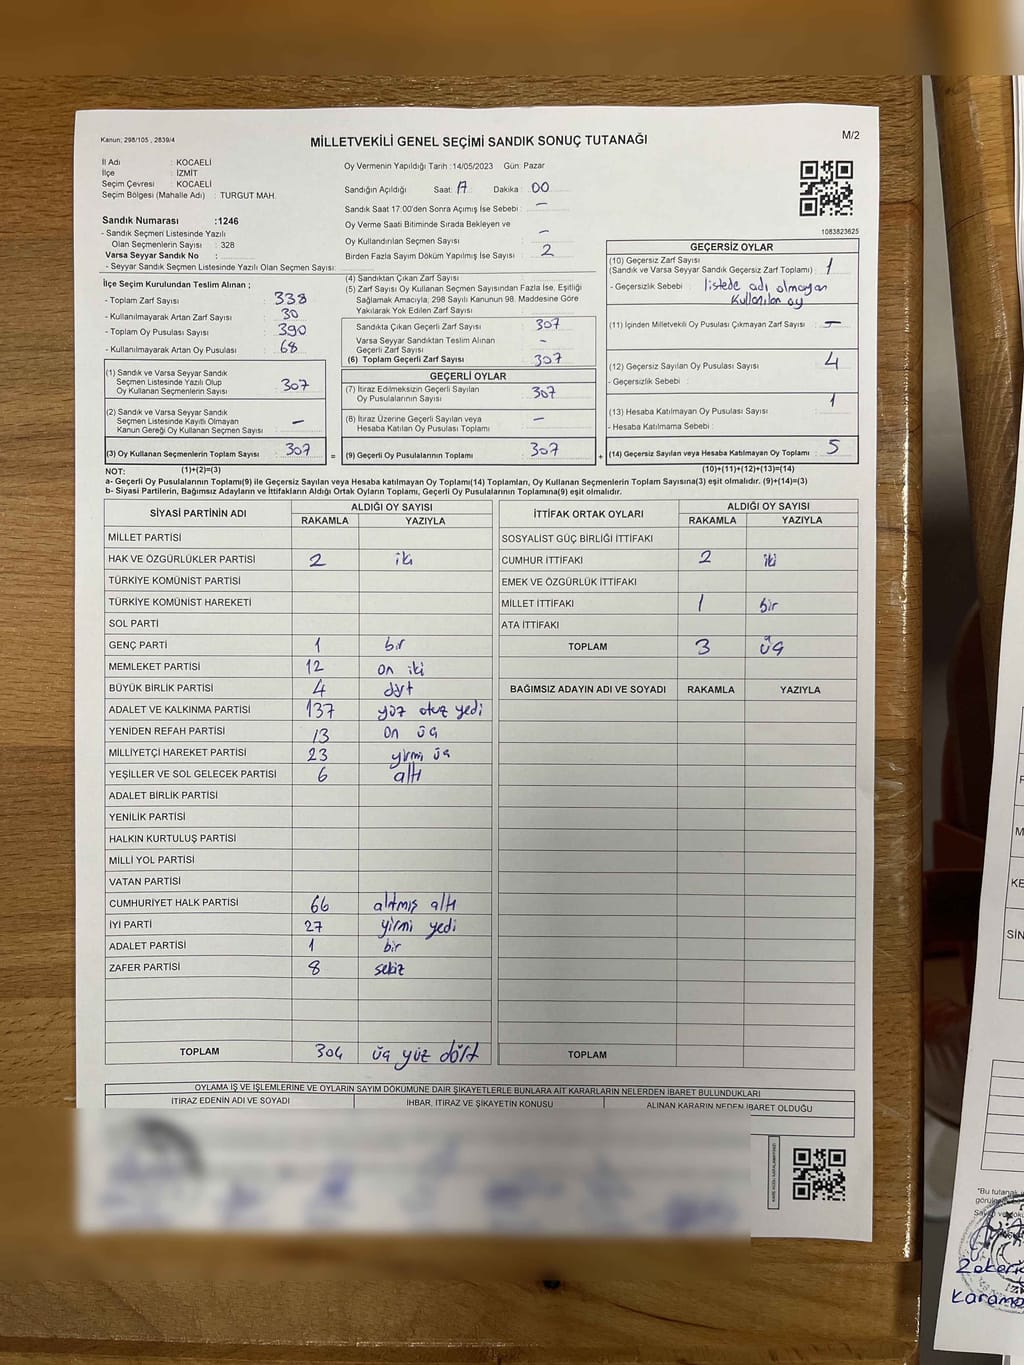 Kanun; 298/105 , 2839/4
MİLLETVEKİLİ GENEL SEÇİMİ SANDIK SONUÇ TUTANAĞI
M/2
İl Adı : KOCAELİ
İlçe : İZMİT
Seçim Çevresi : KOCAELİ
Seçim Bölgesi (Mahalle Adı) : TURGUT MAH.
Oy Vermenin Yapıldığı Tarih :14/05/2023 Gün: Pazar
Sandığın Açıldığı Saat: 17 Dakika : 00
Sandık Saat 17:00'den Sonra Açımış İse Sebebi : —
Oy Verme Saati Bitiminde Sırada Bekleyen ve
Oy Kullandırılan Seçmen Sayısı : —
Birden Fazla Sayım Döküm Yapılmış İse Sayısı : 2
1083823625
Sandık Numarası :1246
- Sandık Seçmen Listesinde Yazılı
Olan Seçmenlerin Sayısı : 328
Varsa Seyyar Sandık No :
- Seyyar Sandık Seçmen Listesinde Yazılı Olan Seçmen Sayısı:
İlçe Seçim Kurulundan Teslim Alınan ;
- Toplam Zarf Sayısı : 338
- Kullanılmayarak Artan Zarf Sayısı : 30
- Toplam Oy Pusulası Sayısı : 390
- Kullanılmayarak Artan Oy Pusulası : 68
(1) Sandık ve Varsa Seyyar Sandık
Seçmen Listesinde Yazılı Olup
Oy Kullanan Seçmenlerin Sayısı : 307
(2) Sandık ve Varsa Seyyar Sandık
Seçmen Listesinde Kayıtlı Olmayan
Kanun Gereği Oy Kullanan Seçmen Sayısı : —
(3) Oy Kullanan Seçmenlerin Toplam Sayısı : 307
(4) Sandıktan Çıkan Zarf Sayısı :
(5) Zarf Sayısı Oy Kullanan Seçmen Sayısından Fazla İse, Eşitliği
Sağlamak Amacıyla; 298 Sayılı Kanunun 98. Maddesine Göre
Yakılarak Yok Edilen Zarf Sayısı :
Sandıkta Çıkan Geçerli Zarf Sayısı : 307
Varsa Seyyar Sandıktan Teslim Alınan
Geçerli Zarf Sayısı : -
(6) Toplam Geçerli Zarf Sayısı : 307
GEÇERLİ OYLAR
(7) İtiraz Edilmeksizin Geçerli Sayılan
Oy Pusulalarının Sayısı : 307
(8) İtiraz Üzerine Geçerli Sayılan veya
Hesaba Katılan Oy Pusulası Toplamı : —
= (9) Geçerli Oy Pusulalarının Toplamı : 307 +
GEÇERSİZ OYLAR
(10) Geçersiz Zarf Sayısı
(Sandık ve Varsa Seyyar Sandık Geçersiz Zarf Toplamı) : 1
- Geçersizlik Sebebi : listede adı olmayan
Kullanılan oy
(11) İçinden Milletvekili Oy Pusulası Çıkmayan Zarf Sayısı : —
(12) Geçersiz Sayılan Oy Pusulası Sayısı : 4
- Geçersizlik Sebebi :
(13) Hesaba Katılmayan Oy Pusulası Sayısı : 1
- Hesaba Katılmama Sebebi :
(14) Geçersiz Sayılan veya Hesaba Katılmayan Oy Toplamı : 5
NOT: (1)+(2)=(3) (10)+(11)+(12)+(13)=(14)
a- Geçerli Oy Pusulalarının Toplamı(9) ile Geçersiz Sayılan veya Hesaba Katılmayan Oy Toplamı(14) Toplamları, Oy Kullanan Seçmenlerin Toplam Sayısına(3) eşit olmalıdır. (9)+(14)=(3)
b- Siyasi Partilerin, Bağımsız Adayların ve İttifakların Aldığı Ortak Oyların Toplamı, Geçerli Oy Pusulalarının Toplamına(9) eşit olmalıdır.
SİYASİ PARTİNİN ADI ALDIĞI OY SAYISI
RAKAMLA YAZIYLA
MİLLET PARTİSİ
HAK VE ÖZGÜRLÜKLER PARTİSİ 2 iki
TÜRKİYE KOMÜNİST PARTİSİ
TÜRKİYE KOMÜNİST HAREKETİ
SOL PARTİ
GENÇ PARTİ 1 bir
MEMLEKET PARTİSİ 12 on iki
BÜYÜK BİRLİK PARTİSİ 4 dört
ADALET VE KALKINMA PARTİSİ 137 yüz otuz yedi
YENİDEN REFAH PARTİSİ 13 on üç
MİLLİYETÇİ HAREKET PARTİSİ 23 yirmi üç
YEŞİLLER VE SOL GELECEK PARTİSİ 6 altı
ADALET BİRLİK PARTİSİ
YENİLİK PARTİSİ
HALKIN KURTULUŞ PARTİSİ
MİLLİ YOL PARTİSİ
VATAN PARTİSİ
CUMHURİYET HALK PARTİSİ 66 altmış altı
İYİ PARTİ 27 yirmi yedi
ADALET PARTİSİ 1 bir
ZAFER PARTİSİ 8 sekiz
TOPLAM 304 üç yüz dört
İTTİFAK ORTAK OYLARI ALDIĞI OY SAYISI
RAKAMLA YAZIYLA
SOSYALİST GÜÇ BİRLİĞİ İTTİFAKI
CUMHUR İTTİFAKI 2 iki
EMEK VE ÖZGÜRLÜK İTTİFAKI
MİLLET İTTİFAKI 1 bir
ATA İTTİFAKI
TOPLAM 3 üç
BAĞIMSIZ ADAYIN ADI VE SOYADI RAKAMLA YAZIYLA
TOPLAM
OYLAMA İŞ VE İŞLEMLERİNE VE OYLARIN SAYIM DÖKÜMÜNE DAİR ŞİKAYETLERLE BUNLARA AİT KARARLARIN NELERDEN İBARET BULUNDUKLARI
İTİRAZ EDENİN ADI VE SOYADI İHBAR, İTİRAZ VE ŞİKAYETİN KONUSU ALINAN KARARIN NEDEN İBARET OLDUĞU
"Bu tutana